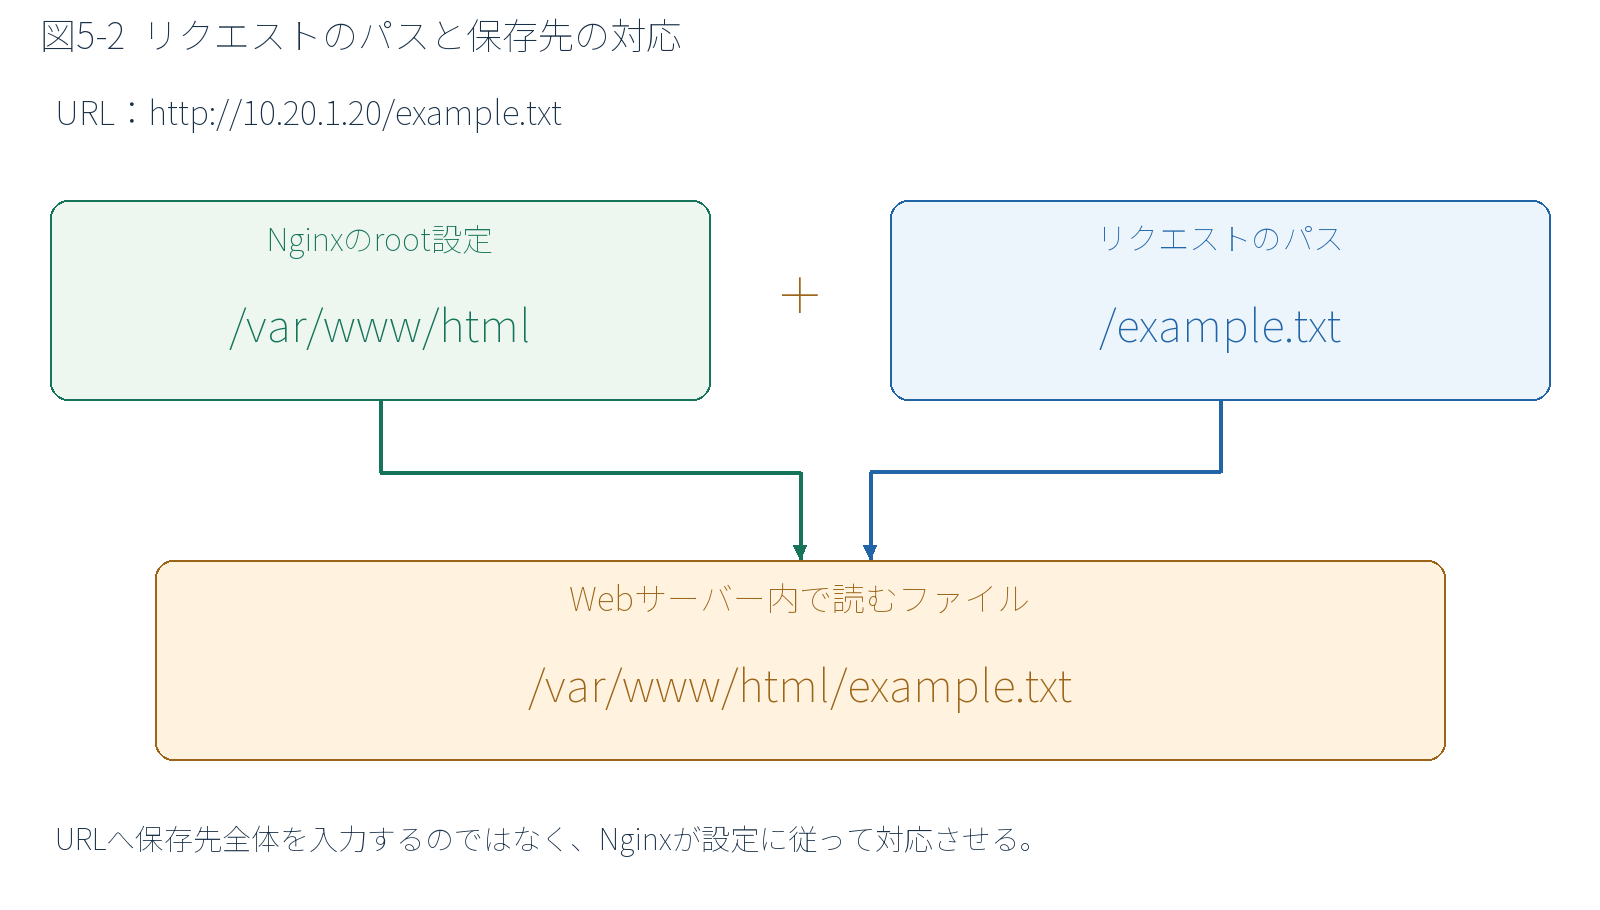 図5-2 リクエストのパスと保存先の対応
URL：http://10.20.1.20/example.txt
Nginxのroot設定
/var/www/html
+
リクエストのパス
/example.txt
Webサーバー内で読むファイル
/var/www/html/example.txt
URLへ保存先全体を入力するのではなく、Nginxが設定に従って対応させる。